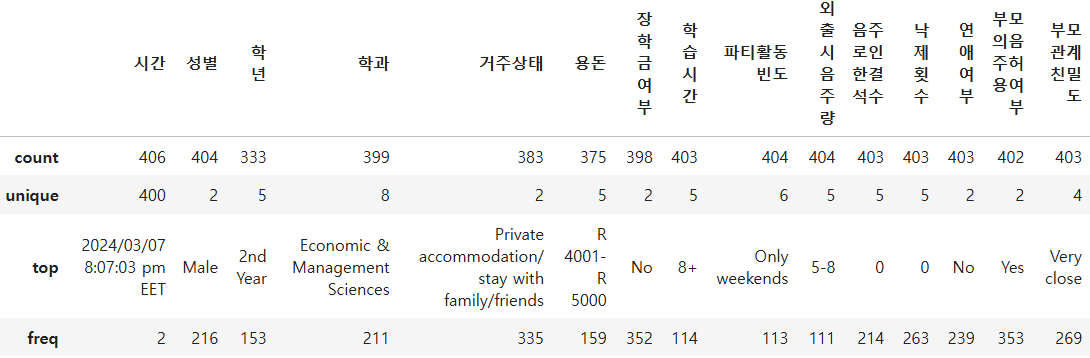 시간 성별 학년 학과 거주상태 용돈 장학금여부 학습시간 파티활동빈도 외출시음주량 음주로인한결석수 낙제횟수 연애여부 부모의음주허용여부 부모관계친밀도
count 406 404 333 399 383 375 398 403 404 404 403 403 403 402 403
unique 400 2 5 8 2 5 2 5 6 5 5 5 2 2 4
top 2024/03/07 8:07:03 pm EET Male 2nd Year Economic & Management Sciences Private accommodation/ stay with family/friends R 4001- R 5000 No 8+ Only weekends 5-8 0 0 No Yes Very close
freq 2 216 153 211 335 159 352 114 113 111 214 263 239 353 269